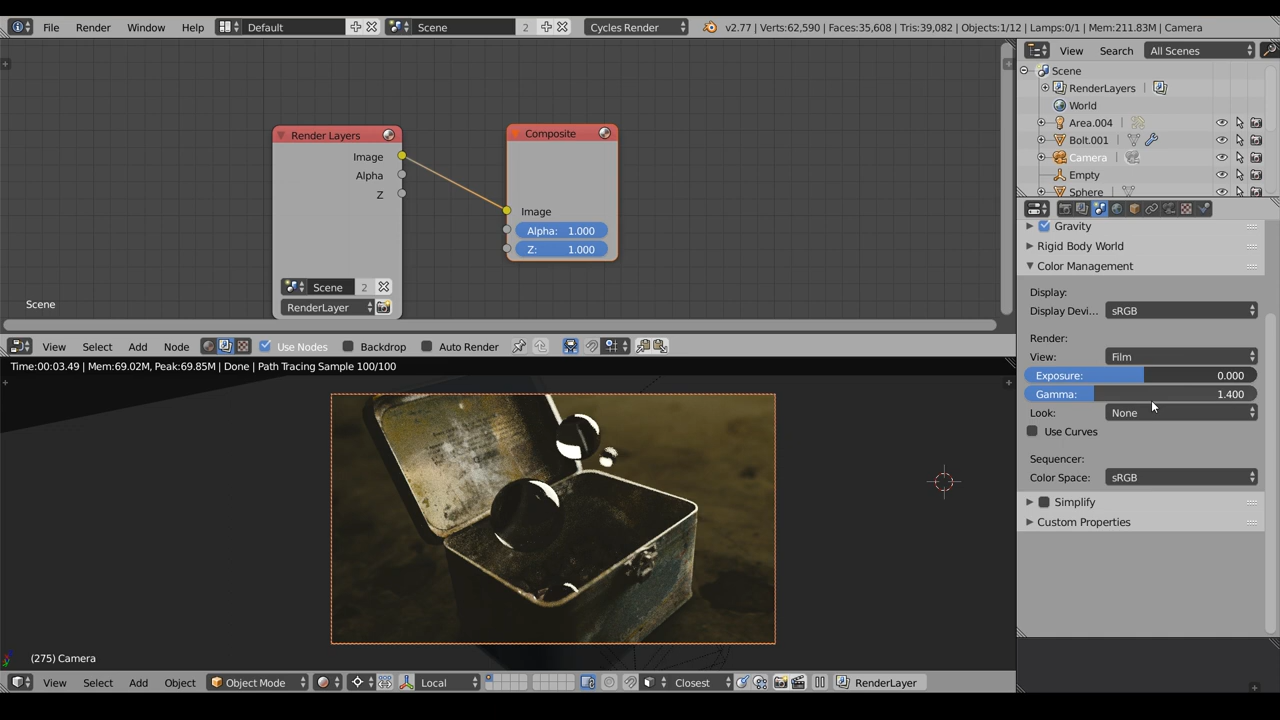 File Render Window Help Default Scene 2 Cycles Render v2.77 | Verts:62,590 | Faces:35,608 | Tris:39,082 | Objects:1/12 | Lamps:0/1 | Mem:211.83M | Camera
View Search All Scenes
Scene
RenderLayers
World
Area.004
Bolt.001
Camera
Empty
Sphere
Render Layers
Image
Alpha
Z
Scene 2
RenderLayer
Composite
Image
Alpha: 1.000
Z: 1.000
Scene
View Select Add Node Use Nodes Backdrop Auto Render
Gravity
Rigid Body World
Color Management
Display:
Display Devi... sRGB
Render:
View: Film
Exposure: 0.000
Gamma: 1.400
Look: None
Use Curves
Sequencer:
Color Space: sRGB
Simplify
Custom Properties
Time:00:03.49 | Mem:69.02M, Peak:69.85M | Done | Path Tracing Sample 100/100
(275) Camera
View Select Add Object Object Mode Local Closest RenderLayer